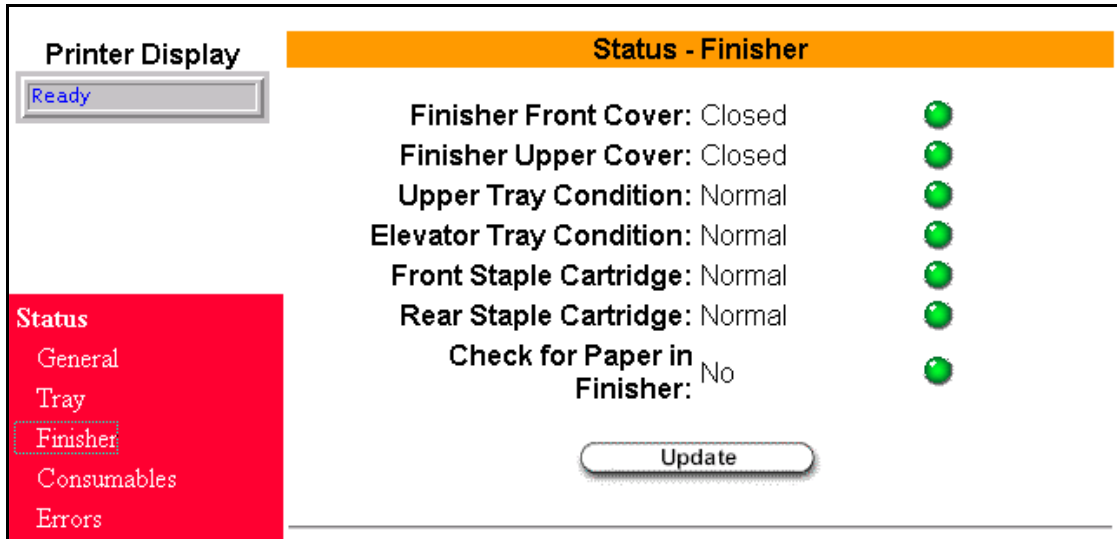 Printer Display
Ready
Status
General
Tray
Finisher
Consumables
Errors
Status - Finisher
Finisher Front Cover: Closed
Finisher Upper Cover: Closed
Upper Tray Condition: Normal
Elevator Tray Condition: Normal
Front Staple Cartridge: Normal
Rear Staple Cartridge: Normal
Check for Paper in
Finisher: No
Update